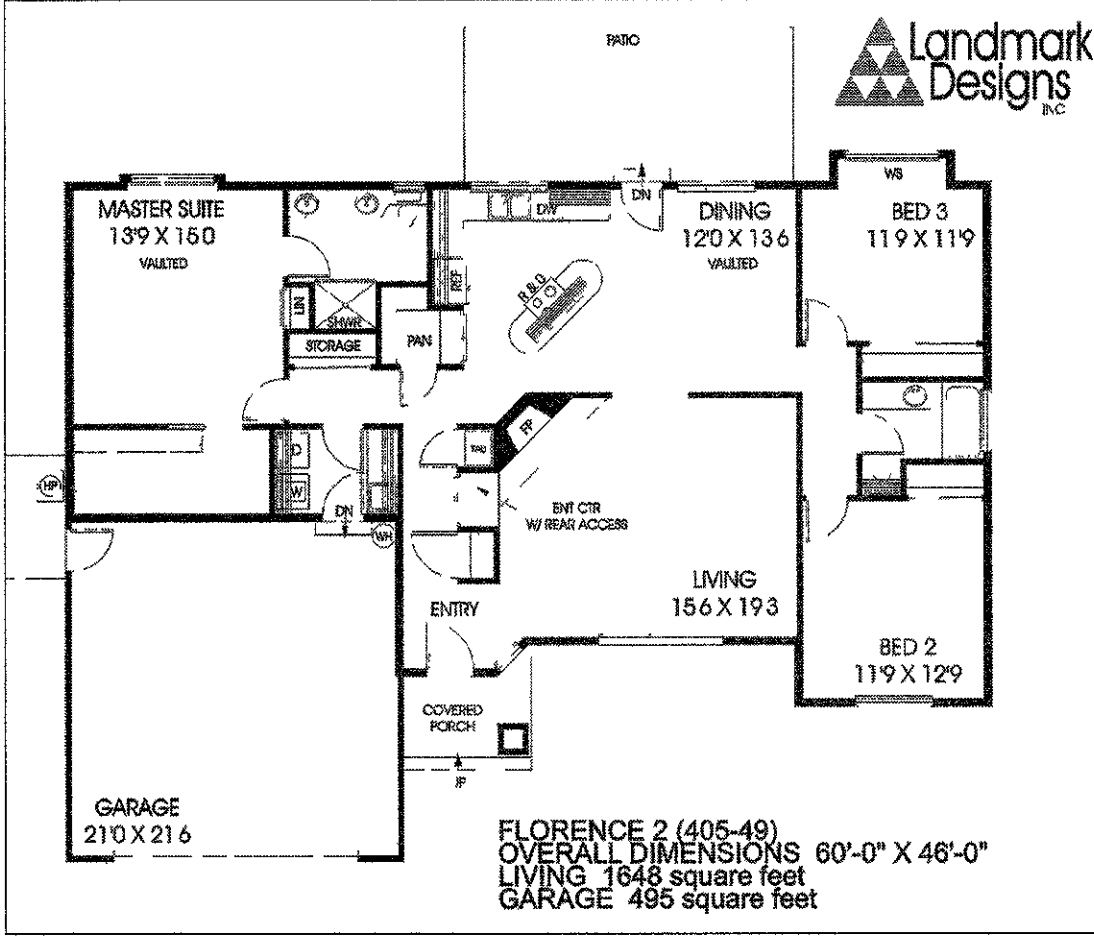 PATIO
Landmark
Designs
INC
WS
MASTER SUITE
13'9 X 15'0
VAULTED
DW
DN
DINING
12'0 X 13'6
VAULTED
BED 3
11'9 X 11'9
REF
R & O
LIN
SHWR
STORAGE
PAN
FP
FAU
D
W
HP
DN
WH
ENT CTR
W/ REAR ACCESS
LIVING
15'6 X 19'3
ENTRY
BED 2
11'9 X 12'9
COVERED
PORCH
UP
GARAGE
21'0 X 21'6
FLORENCE 2 (405-49)
OVERALL DIMENSIONS 60'-0" X 46'-0"
LIVING 1648 square feet
GARAGE 495 square feet